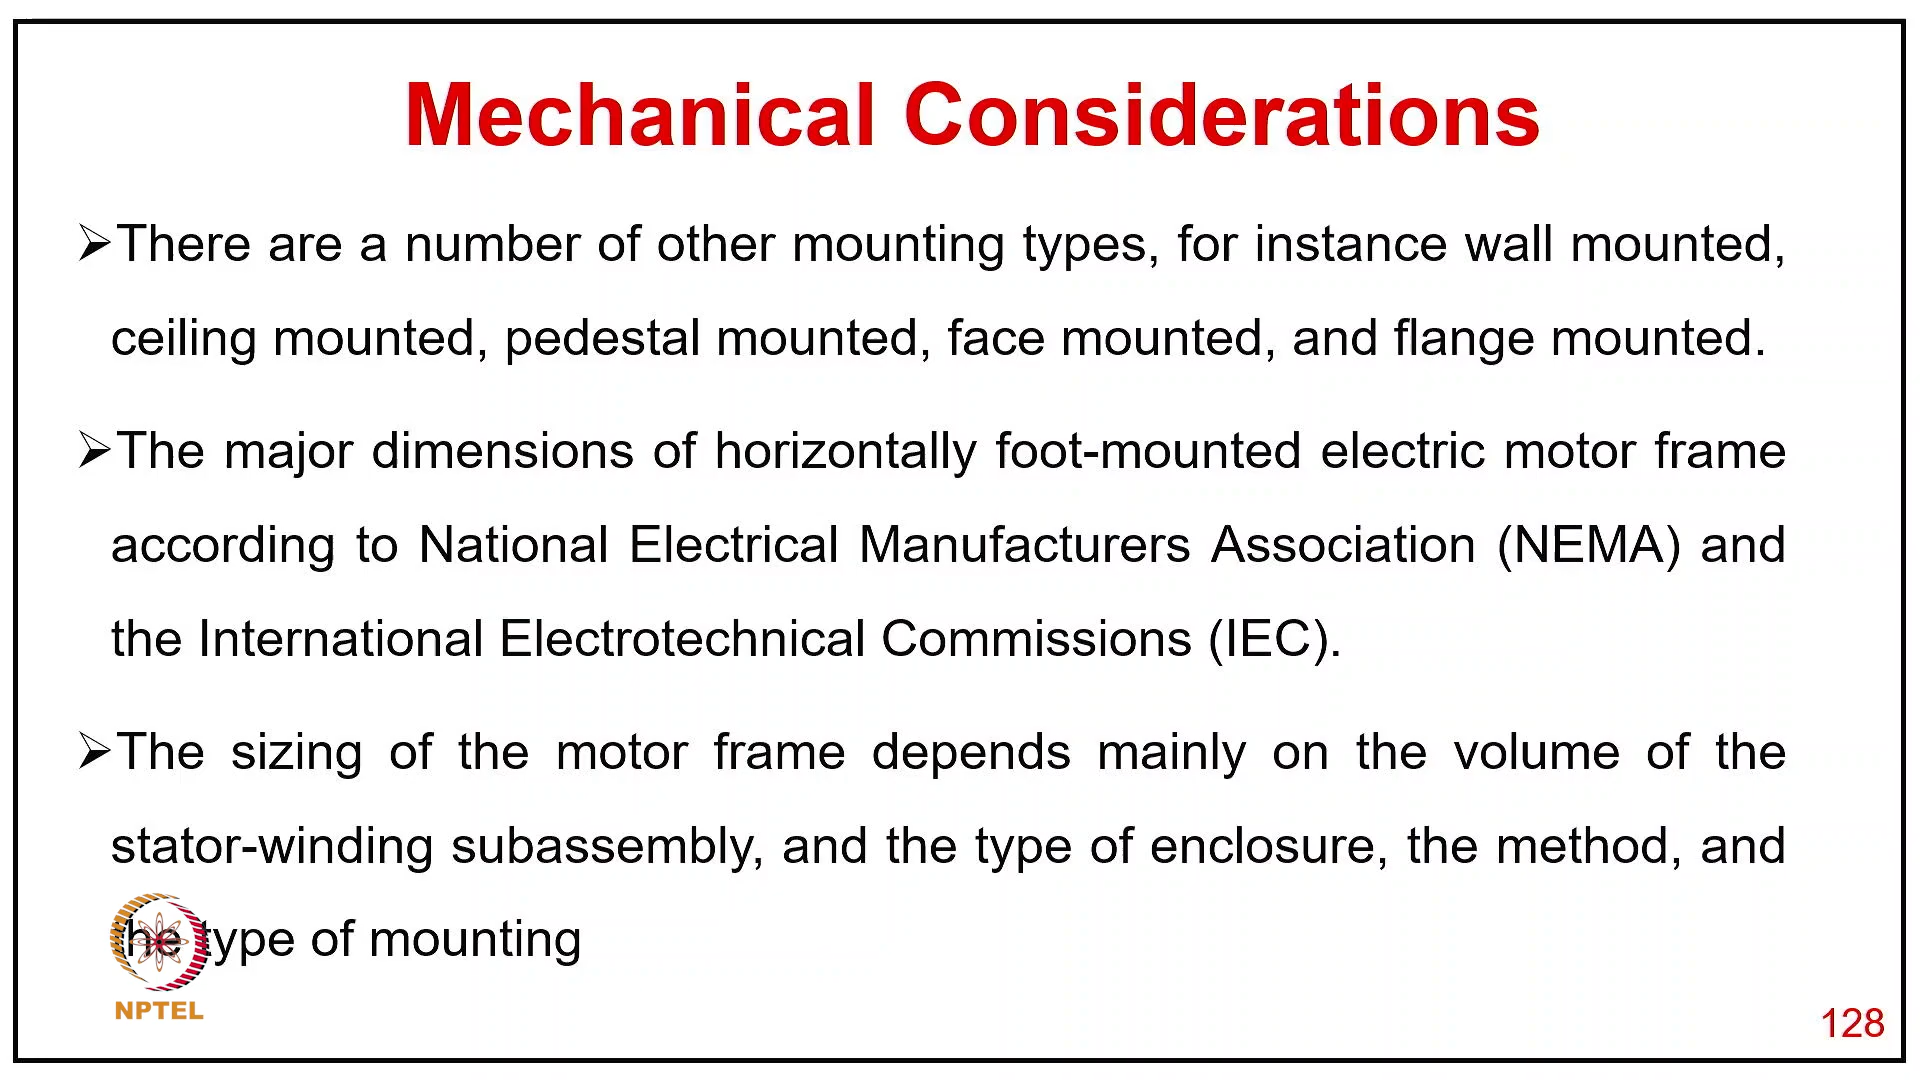 Mechanical Considerations
➢There are a number of other mounting types, for instance wall mounted,
ceiling mounted, pedestal mounted, face mounted, and flange mounted.
➢The major dimensions of horizontally foot-mounted electric motor frame
according to National Electrical Manufacturers Association (NEMA) and
the International Electrotechnical Commissions (IEC).
➢The sizing of the motor frame depends mainly on the volume of the
stator-winding subassembly, and the type of enclosure, the method, and
the type of mounting
NPTEL
128